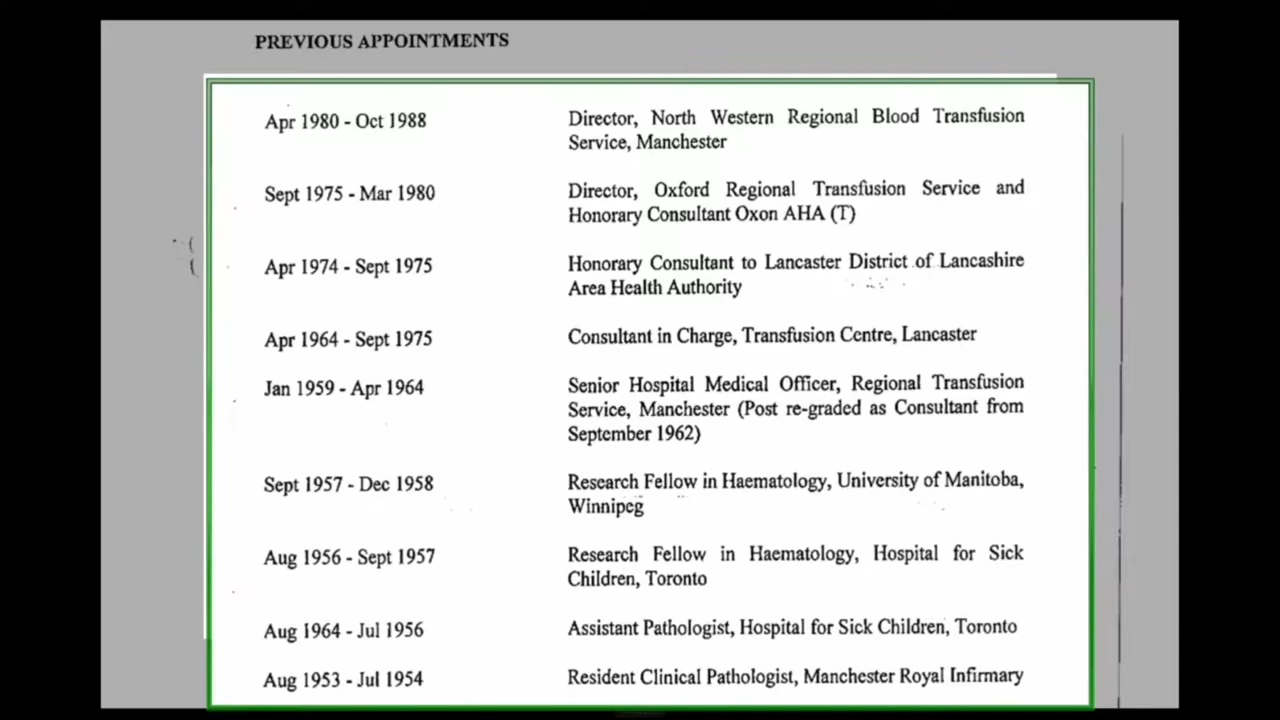 PREVIOUS APPOINTMENTS
Apr 1980 - Oct 1988 Director, North Western Regional Blood Transfusion
Service, Manchester
Sept 1975 - Mar 1980 Director, Oxford Regional Transfusion Service and
Honorary Consultant Oxon AHA (T)
Apr 1974 - Sept 1975 Honorary Consultant to Lancaster District of Lancashire
Area Health Authority
Apr 1964 - Sept 1975 Consultant in Charge, Transfusion Centre, Lancaster
Jan 1959 - Apr 1964 Senior Hospital Medical Officer, Regional Transfusion
Service, Manchester (Post re-graded as Consultant from
September 1962)
Sept 1957 - Dec 1958 Research Fellow in Haematology, University of Manitoba,
Winnipeg
Aug 1956 - Sept 1957 Research Fellow in Haematology, Hospital for Sick
Children, Toronto
Aug 1964 - Jul 1956 Assistant Pathologist, Hospital for Sick Children, Toronto
Aug 1953 - Jul 1954 Resident Clinical Pathologist, Manchester Royal Infirmary